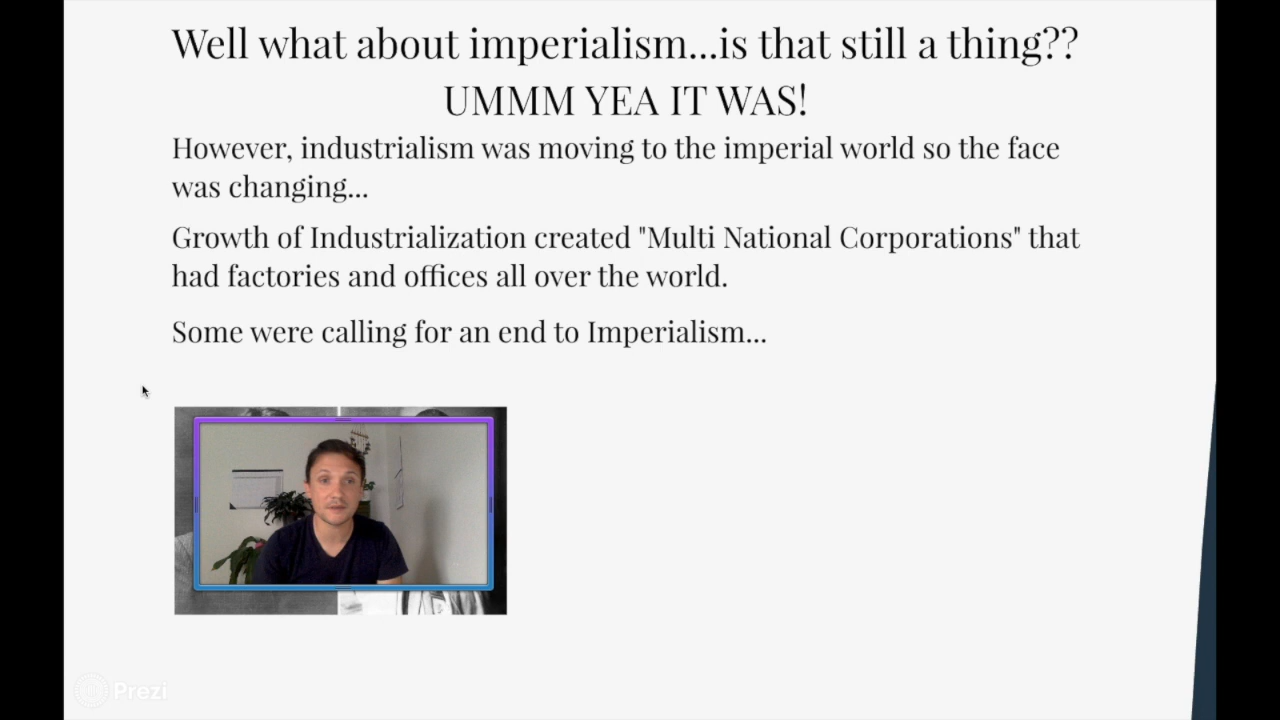 Well what about imperialism...is that still a thing??
UMMM YEA IT WAS!
However, industrialism was moving to the imperial world so the face
was changing...
Growth of Industrialization created "Multi National Corporations" that
had factories and offices all over the world.
Some were calling for an end to Imperialism...
Prezi